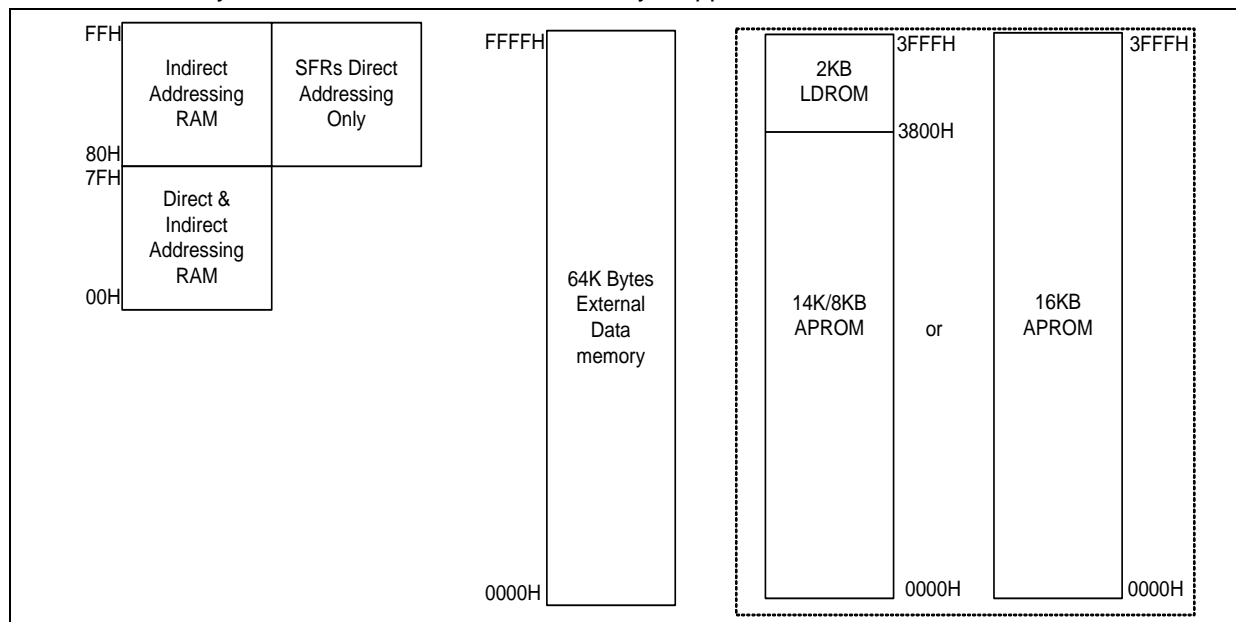 FFH
Indirect
Addressing
RAM
80H
SFRs Direct
Addressing
Only
7FH
Direct &
Indirect
Addressing
RAM
00H
FFFFH
64K Bytes
External
Data
memory
0000H
2KB
LDROM
3FFFH
3800H
14K/8KB
APROM
0000H
or
16KB
APROM
3FFFH
0000H